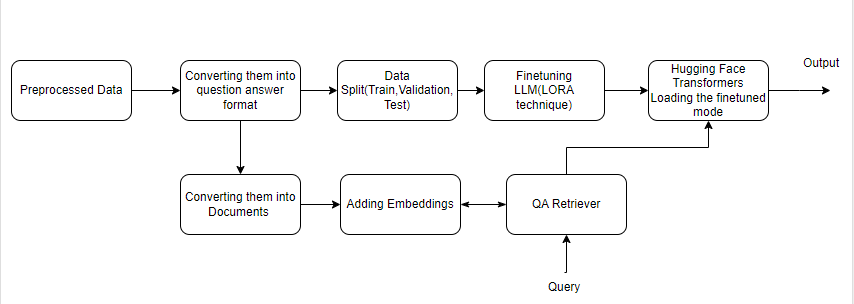 Preprocessed Data
Converting them into
question answer
format
Data
Split(Train,Validation,
Test)
Finetuning
LLM(LORA
technique)
Hugging Face
Transformers
Loading the finetuned
mode
Output
Converting them into
Documents
Adding Embeddings
QA Retriever
Query